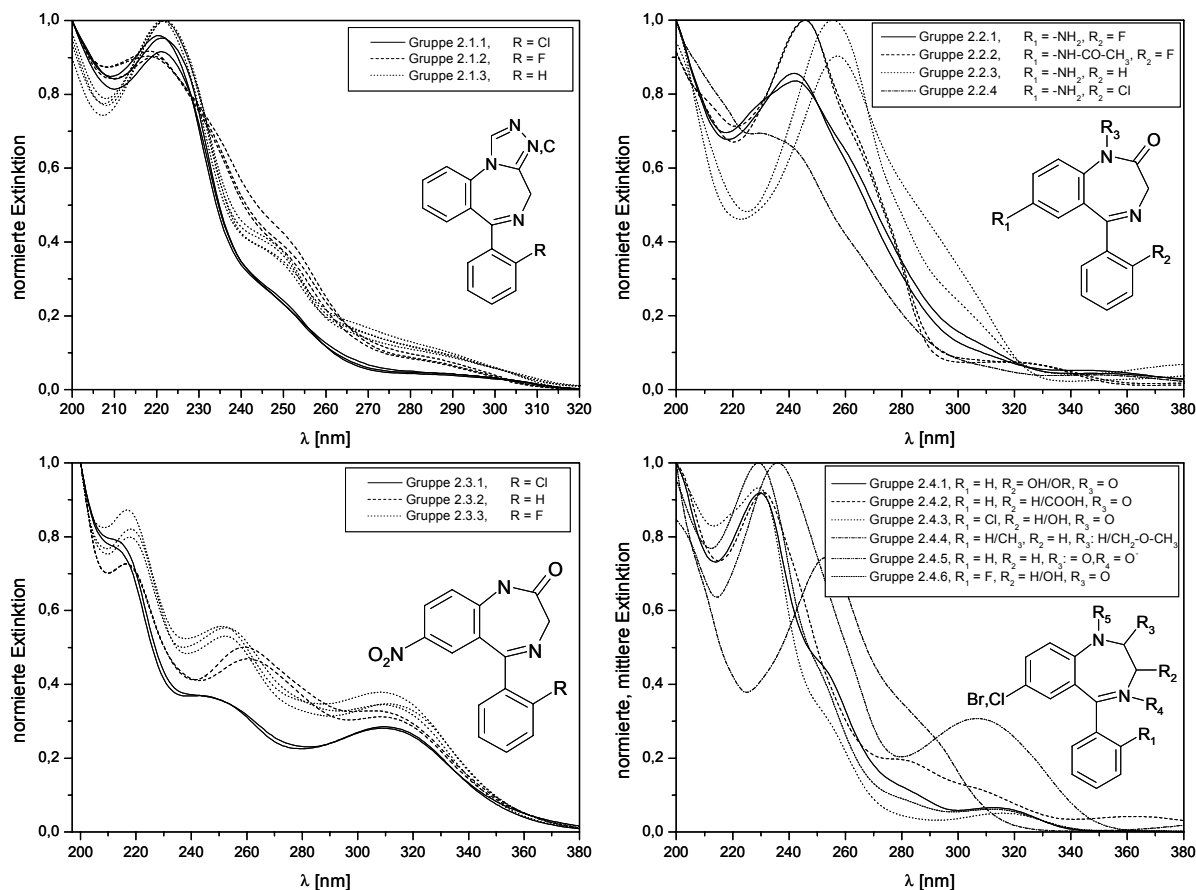 normierte Extinktion
1,0
0,8
0,6
0,4
0,2
0,0
200 210 220 230 240 250 260 270 280 290 300 310 320
λ [nm]
Gruppe 2.1.1, R = Cl
Gruppe 2.1.2, R = F
Gruppe 2.1.3, R = H
N
N,C
N
N
R
normierte Extinktion
1,0
0,8
0,6
0,4
0,2
0,0
200 220 240 260 280 300 320 340 360 380
λ [nm]
Gruppe 2.2.1, R1 = -NH2, R2 = F
Gruppe 2.2.2, R1 = -NH-CO-CH3, R2 = F
Gruppe 2.2.3, R1 = -NH2, R2 = H
Gruppe 2.2.4 R1 = -NH2, R2 = Cl
R3
N
O
R1
N
R2
normierte Extinktion
1,0
0,8
0,6
0,4
0,2
0,0
200 220 240 260 280 300 320 340 360 380
λ [nm]
Gruppe 2.3.1, R = Cl
Gruppe 2.3.2, R = H
Gruppe 2.3.3, R = F
N
O
O2N
N
R
normierte, mittlere Extinktion
1,0
0,8
0,6
0,4
0,2
0,0
200 220 240 260 280 300 320 340 360 380
λ [nm]
Gruppe 2.4.1, R1 = H, R2= OH/OR, R3 = O
Gruppe 2.4.2, R1 = H, R2 = H/COOH, R3 = O
Gruppe 2.4.3, R1 = Cl, R2 = H/OH, R3 = O
Gruppe 2.4.4, R1 = H/CH3, R2 = H, R3: H/CH2-O-CH3
Gruppe 2.4.5, R1 = H, R2 = H, R3: = O,R4 = O-
Gruppe 2.4.6, R1 = F, R2 = H/OH, R3 = O
R5
N
R3
R2
Br,Cl
N
R4
R1